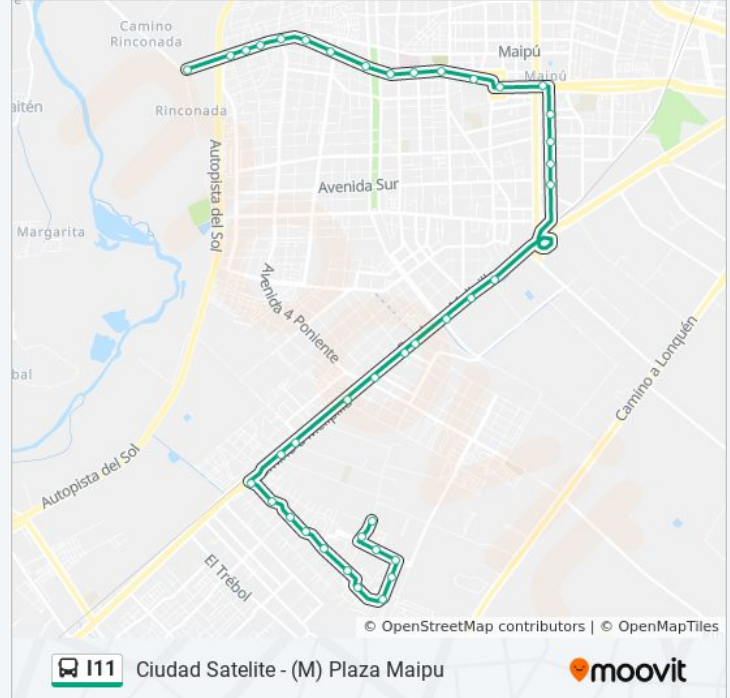 Camino
Rinconada
Maipú
Maipú
aitén
Rinconada
Autopista del Sol
Avenida Sur
Margarita
Avenida 4 Poniente
Camino a Lonquén
bal
Autopista del Sol
El Trébol
© OpenStreetMap contributors | © OpenMapTiles
I11 Ciudad Satelite - (M) Plaza Maipu
moovit